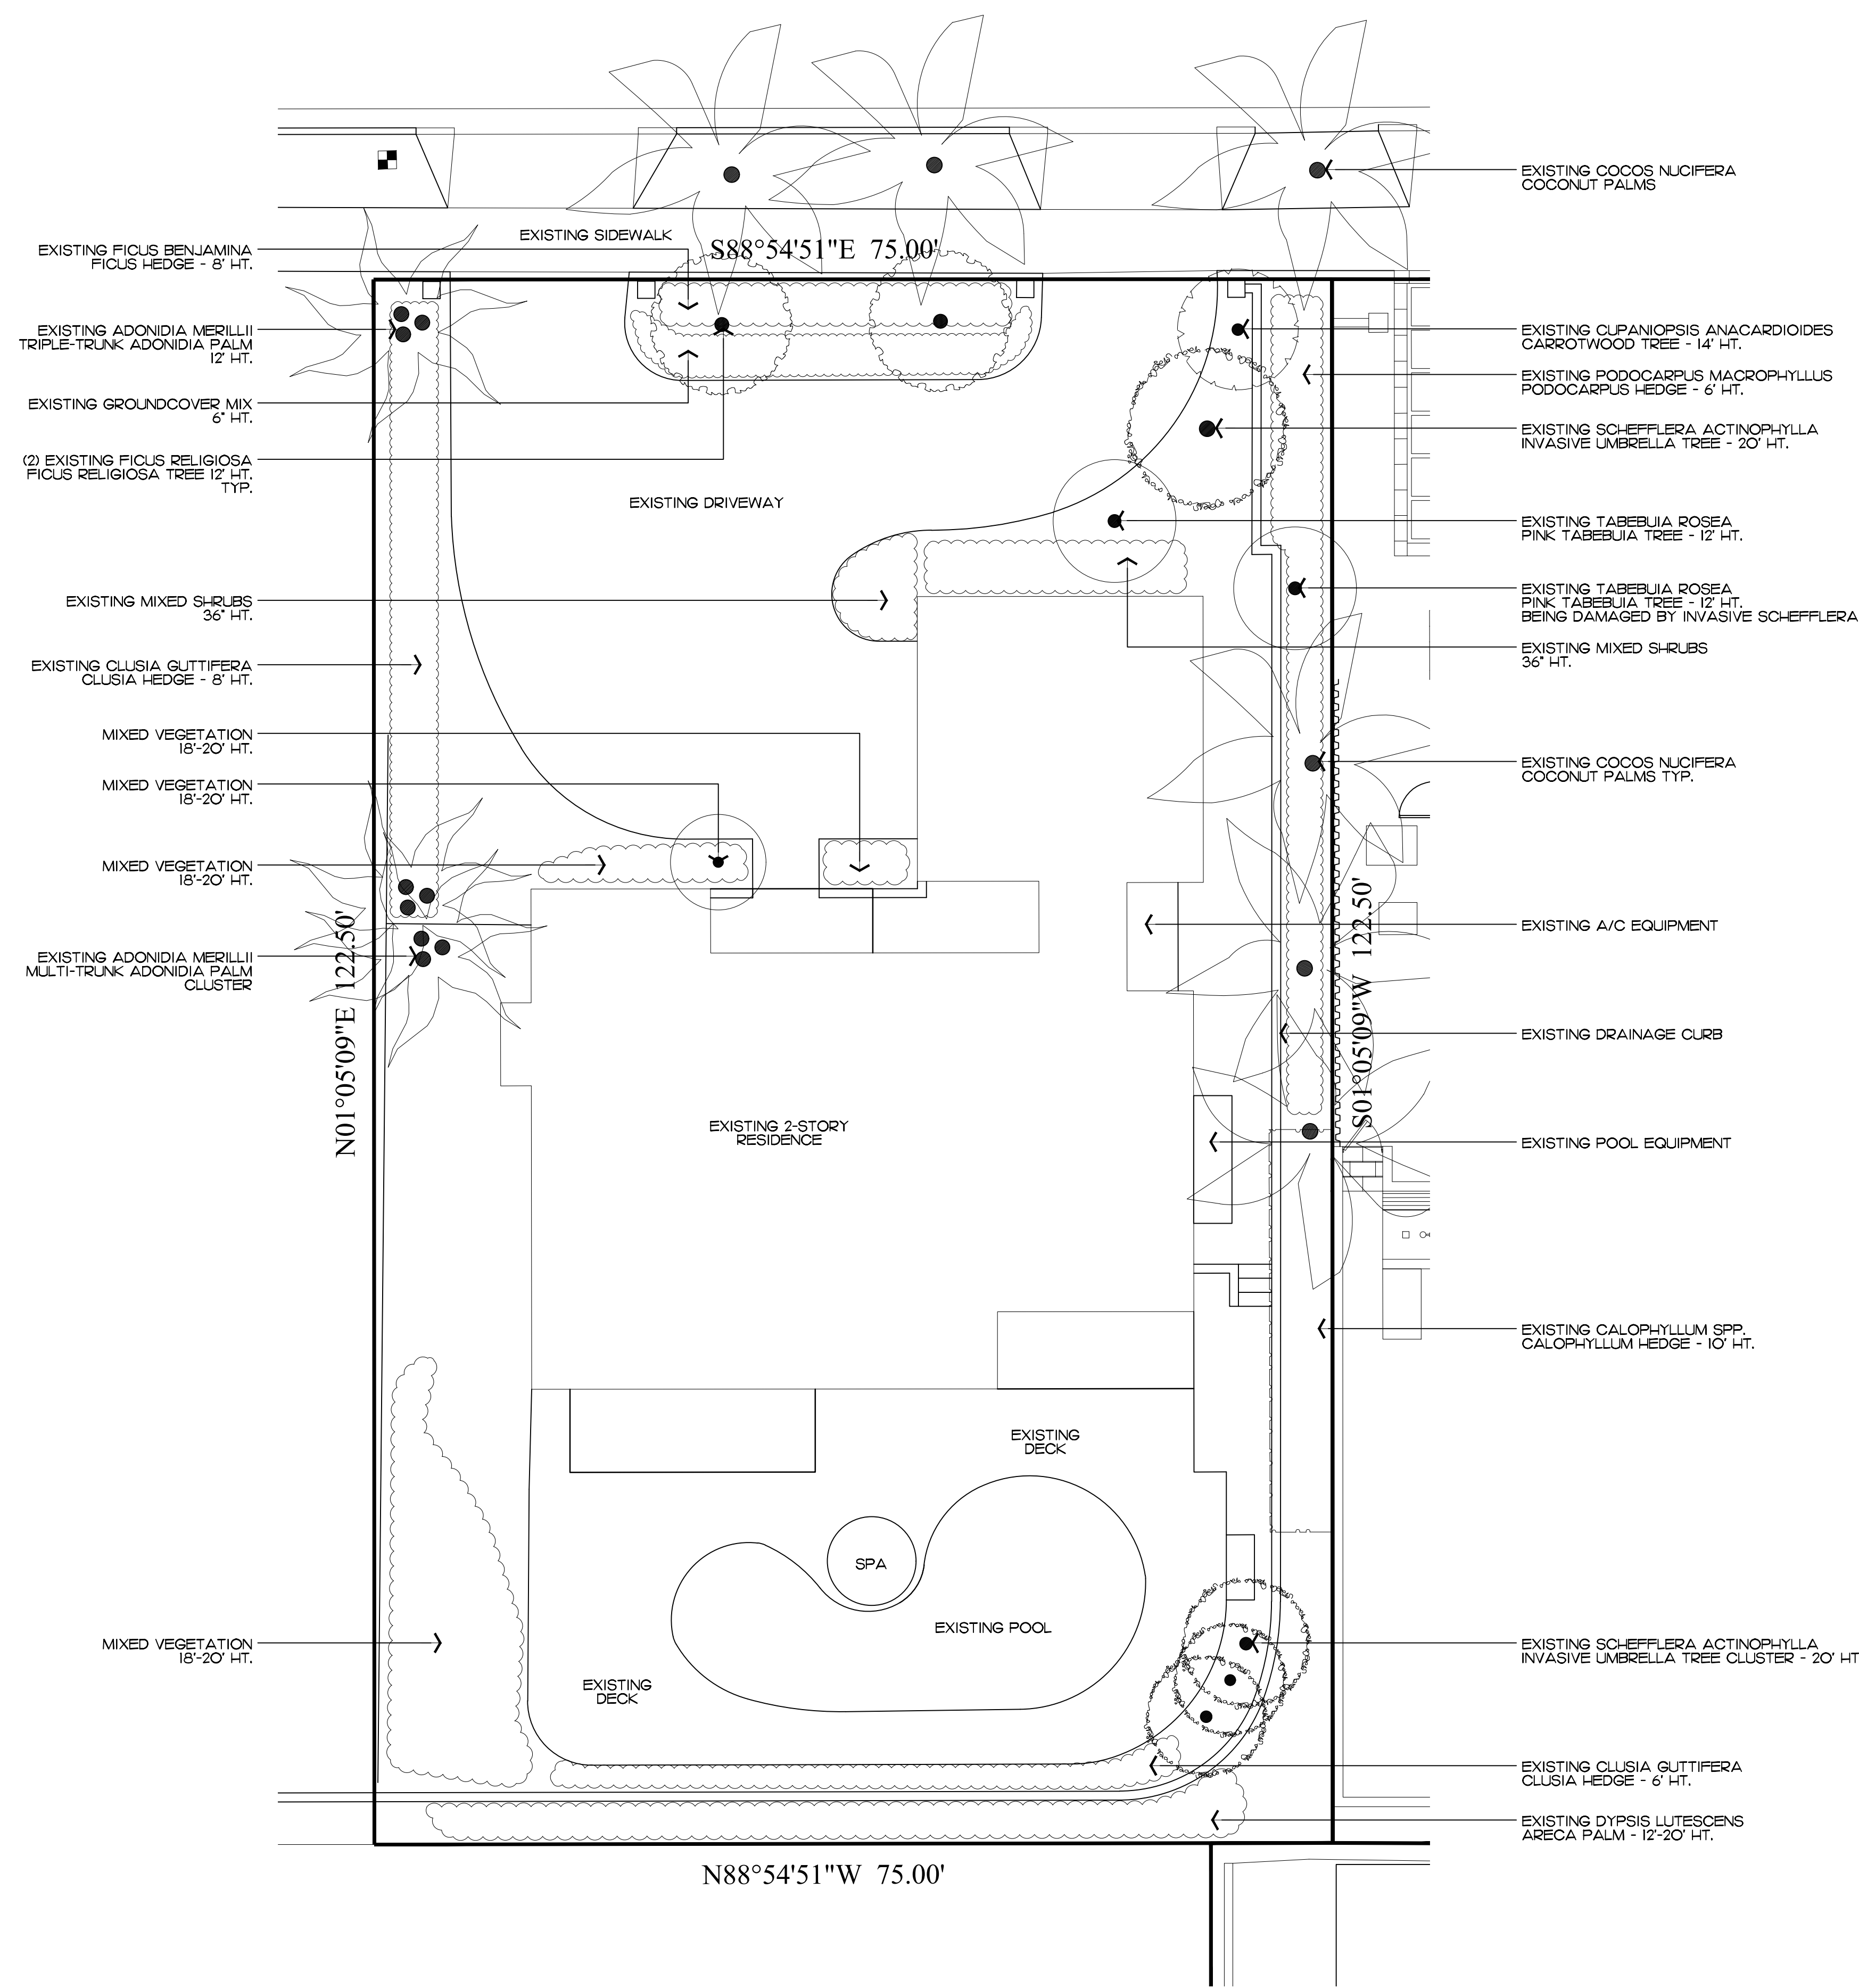 EXISTING COCOS NUCIFERA
COCONUT PALMS
EXISTING SIDEWALK
S88°54'51"E 75.00'
EXISTING FICUS BENJAMINA
FICUS HEDGE - 8' HT.
EXISTING ADONIDIA MERILLII
TRIPLE-TRUNK ADONIDIA PALM
12' HT.
EXISTING GROUNDCOVER MIX
6" HT.
(2) EXISTING FICUS RELIGIOSA
FICUS RELIGIOSA TREE 12' HT.
TYP.
EXISTING DRIVEWAY
EXISTING MIXED SHRUBS
36" HT.
EXISTING CLUSIA GUTTIFERA
CLUSIA HEDGE - 8' HT.
MIXED VEGETATION
18'-20' HT.
MIXED VEGETATION
18'-20' HT.
MIXED VEGETATION
18'-20' HT.
EXISTING ADONIDIA MERILLII
MULTI-TRUNK ADONIDIA PALM
CLUSTER
N01°05'09"E 122.50'
EXISTING CUPANIOPSIS ANACARDIOIDES
CARROTWOOD TREE - 14' HT.
EXISTING PODOCARPUS MACROPHYLLUS
PODOCARPUS HEDGE - 6' HT.
EXISTING SCHEFFLERA ACTINOPHYLLA
INVASIVE UMBRELLA TREE - 20' HT.
EXISTING TABEBUIA ROSEA
PINK TABEBUIA TREE - 12' HT.
EXISTING TABEBUIA ROSEA
PINK TABEBUIA TREE - 12' HT.
BEING DAMAGED BY INVASIVE SCHEFFLERA
EXISTING MIXED SHRUBS
36" HT.
EXISTING COCOS NUCIFERA
COCONUT PALMS TYP.
EXISTING A/C EQUIPMENT
S01°05'09"W 122.50'
EXISTING DRAINAGE CURB
EXISTING 2-STORY
RESIDENCE
EXISTING POOL EQUIPMENT
EXISTING CALOPHYLLUM SPP.
CALOPHYLLUM HEDGE - 10' HT.
EXISTING
DECK
SPA
EXISTING POOL
EXISTING
DECK
MIXED VEGETATION
18'-20' HT.
EXISTING SCHEFFLERA ACTINOPHYLLA
INVASIVE UMBRELLA TREE CLUSTER - 20' HT
EXISTING CLUSIA GUTTIFERA
CLUSIA HEDGE - 6' HT.
EXISTING DYPSIS LUTESCENS
ARECA PALM - 12'-20' HT.
N88°54'51"W 75.00'